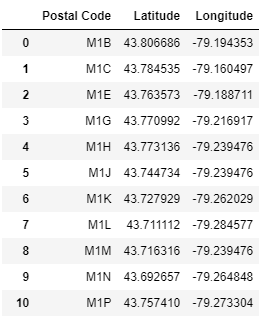 Postal Code Latitude Longitude
0 M1B 43.806686 -79.194353
1 M1C 43.784535 -79.160497
2 M1E 43.763573 -79.188711
3 M1G 43.770992 -79.216917
4 M1H 43.773136 -79.239476
5 M1J 43.744734 -79.239476
6 M1K 43.727929 -79.262029
7 M1L 43.711112 -79.284577
8 M1M 43.716316 -79.239476
9 M1N 43.692657 -79.264848
10 M1P 43.757410 -79.273304